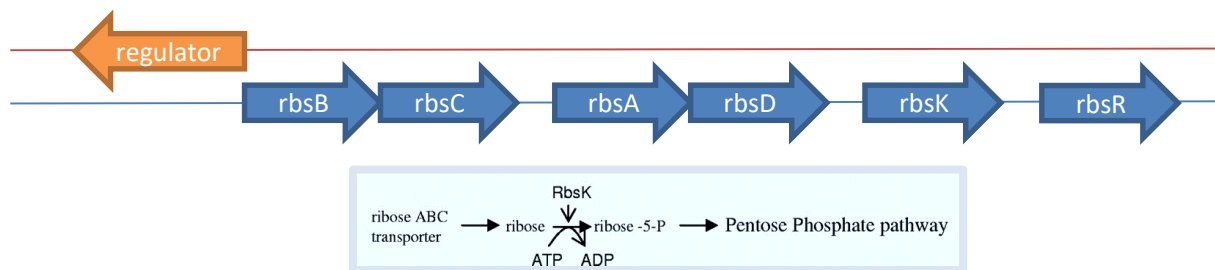 regulator
rbsB rbsC rbsA rbsD rbsK rbsR
RbsK
ribose ABC
transporter
ribose
ribose -5-P
Pentose Phosphate pathway
ATP ADP